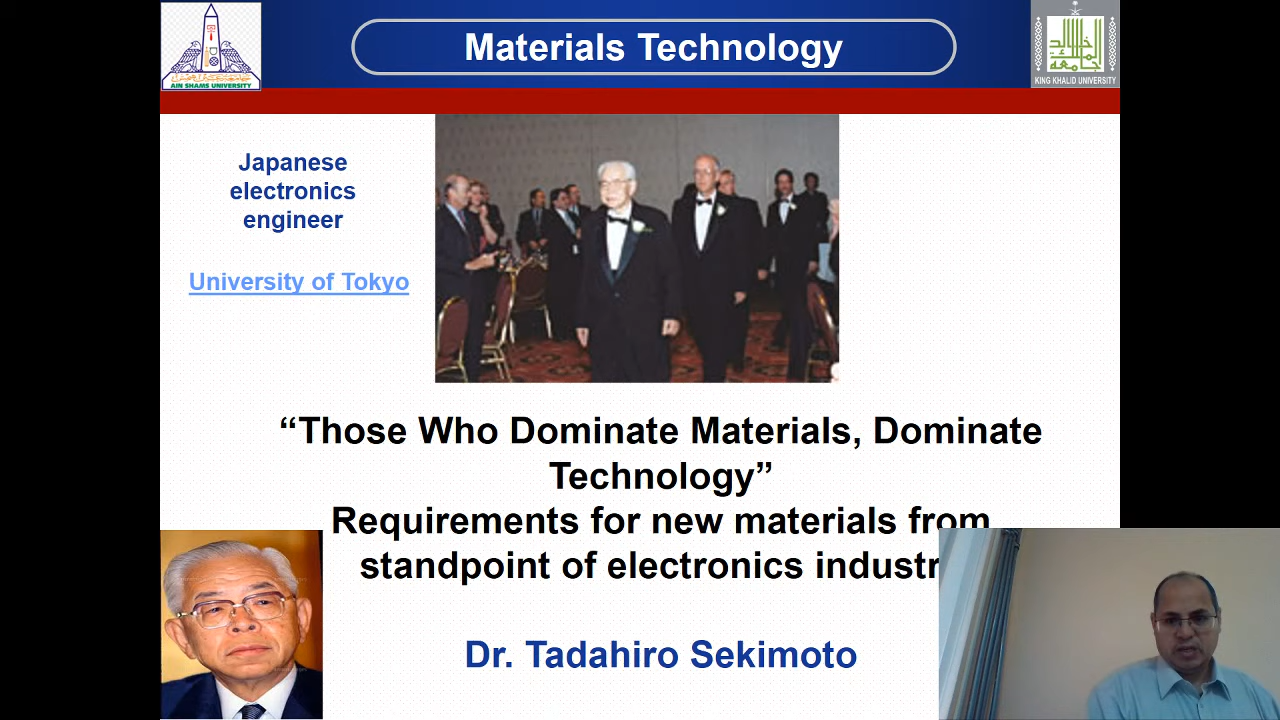 Materials Technology
AIN SHAMS UNIVERSITY
KING KHALID UNIVERSITY
Japanese
electronics
engineer
University of Tokyo
“Those Who Dominate Materials, Dominate
Technology”
Requirements for new materials from
standpoint of electronics industr
Dr. Tadahiro Sekimoto